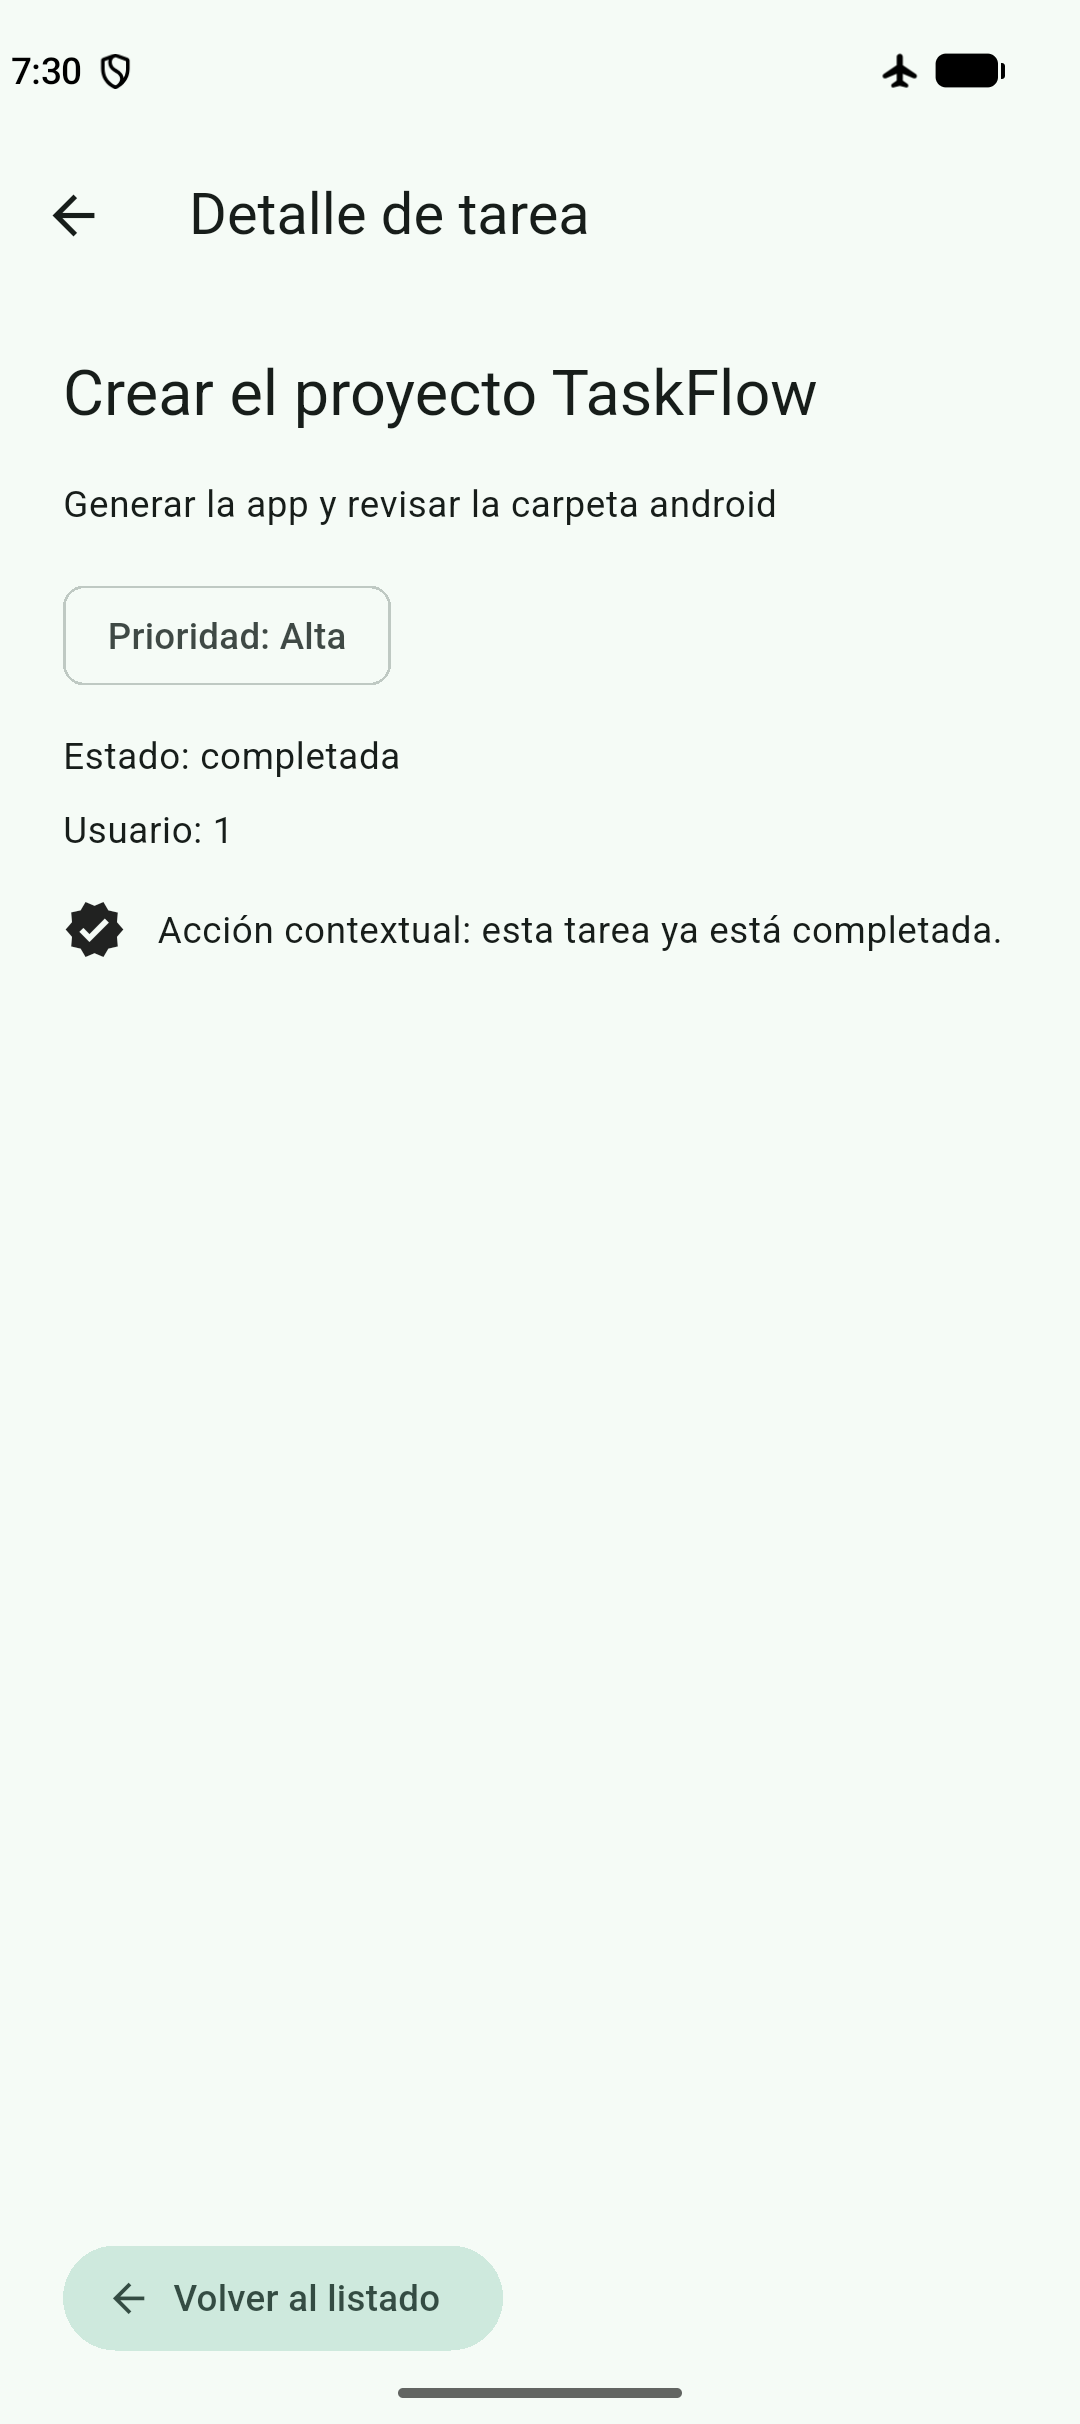 7:30
Detalle de tarea
Crear el proyecto TaskFlow
Generar la app y revisar la carpeta android
Prioridad: Alta
Estado: completada
Usuario: 1
Acción contextual: esta tarea ya está completada.
Volver al listado